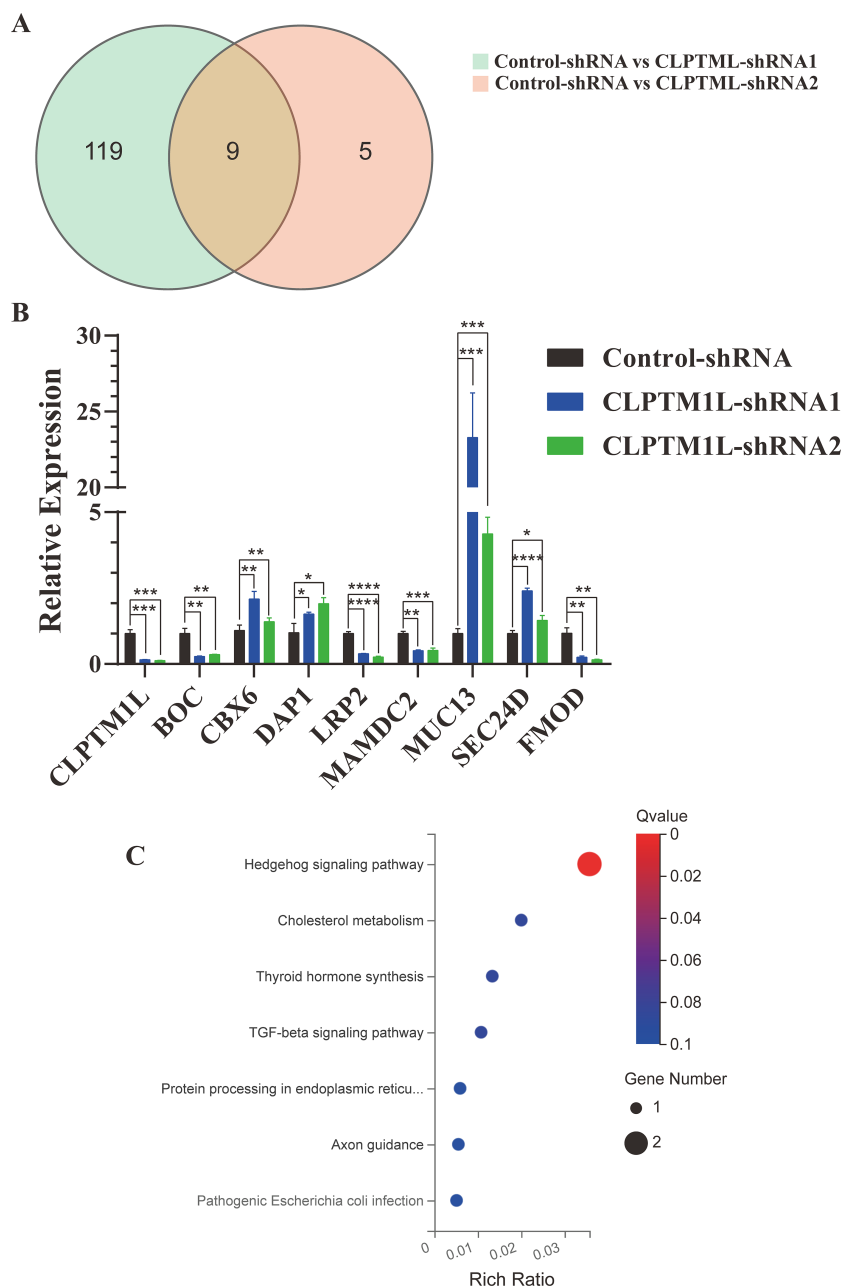 A
Control-shRNA vs CLPTML-shRNA1
Control-shRNA vs CLPTML-shRNA2
119
9
5
B
Relative Expression
30
25
20
5
0
*** *** ** ** ** ** * * **** **** *** ** *** *** * **** ** **
Control-shRNA
CLPTM1L-shRNA1
CLPTM1L-shRNA2
CLPTM1L
BOC
CBX6
DAP1
LRP2
MAMDC2
MUC13
SEC24D
FMOD
C
Hedgehog signaling pathway
Cholesterol metabolism
Thyroid hormone synthesis
TGF-beta signaling pathway
Protein processing in endoplasmic reticu...
Axon guidance
Pathogenic Escherichia coli infection
0
0.01
0.02
0.03
Rich Ratio
Qvalue
0
0.02
0.04
0.06
0.08
0.1
Gene Number
1
2